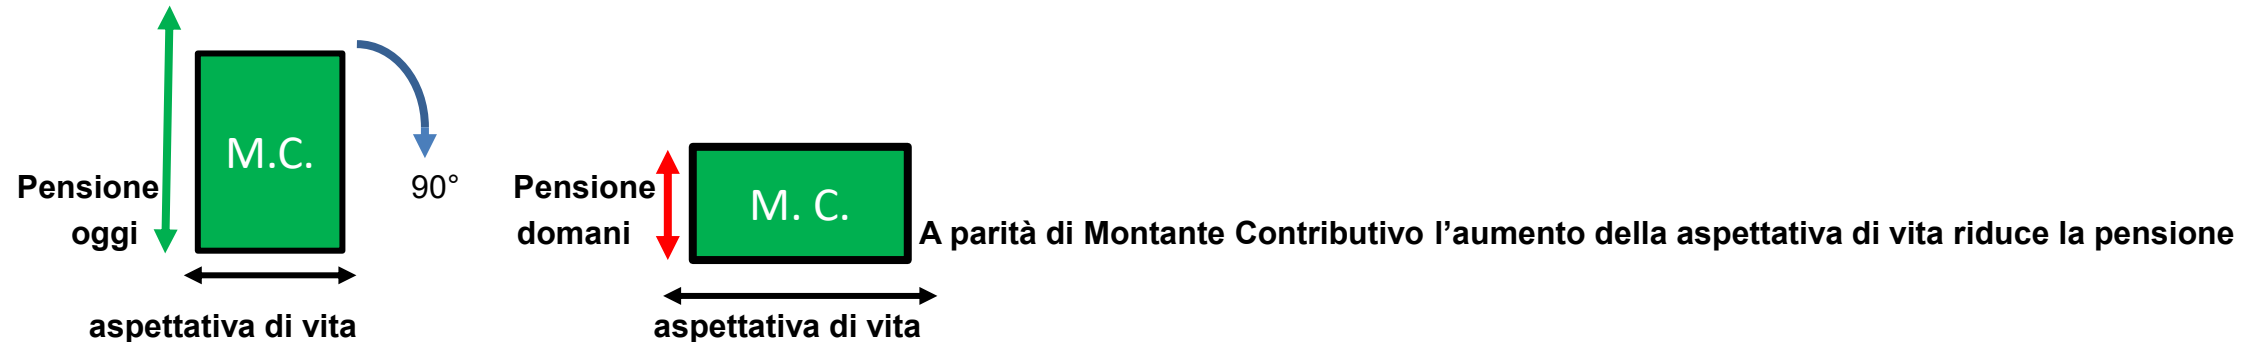 M.C.
Pensione
oggi
90°
aspettativa di vita
Pensione
domani
M. C.
aspettativa di vita
A parità di Montante Contributivo l’aumento della aspettativa di vita riduce la pensione